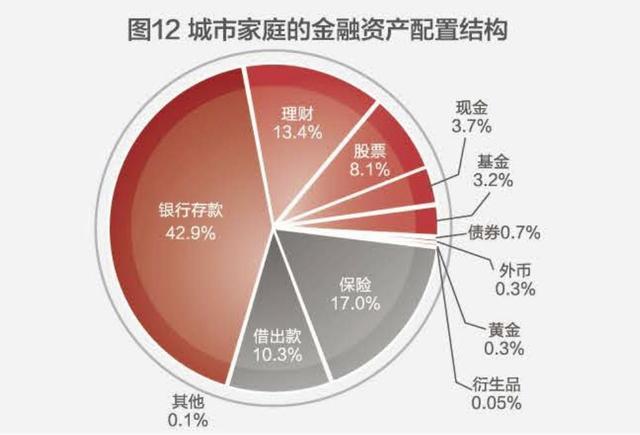 图12 城市家庭的金融资产配置结构
理财
13.4%
股票
8.1%
现金
3.7%
基金
3.2%
债券0.7%
外币
0.3%
黄金
0.3%
衍生品
0.05%
保险
17.0%
借出款
10.3%
其他
0.1%
银行存款
42.9%